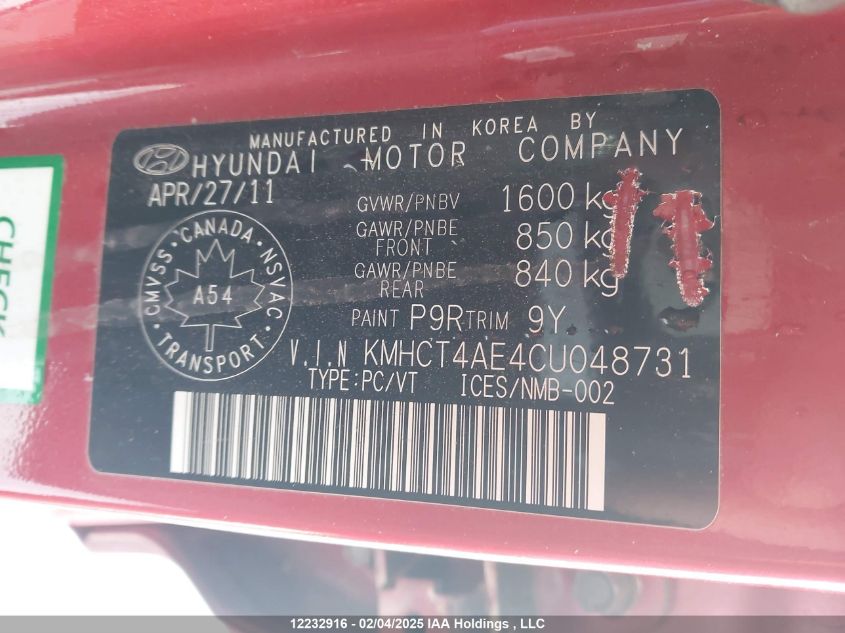 MANUFACTURED IN KOREA BY
HYUNDAI MOTOR COMPANY
APR/27/11
GVWR/PNBV 1600 kg
GAWR/PNBE FRONT 850 kg
GAWR/PNBE REAR 840 kg
CMVSS · CANADA · NSVAC
A54
TRANSPORT
PAINT P9R TRIM 9Y
V.I.N KMHCT4AE4CU048731
TYPE:PC/VT ICES/NMB-002
CHECK
12232916 - 02/04/2025 IAA Holdings , LLC